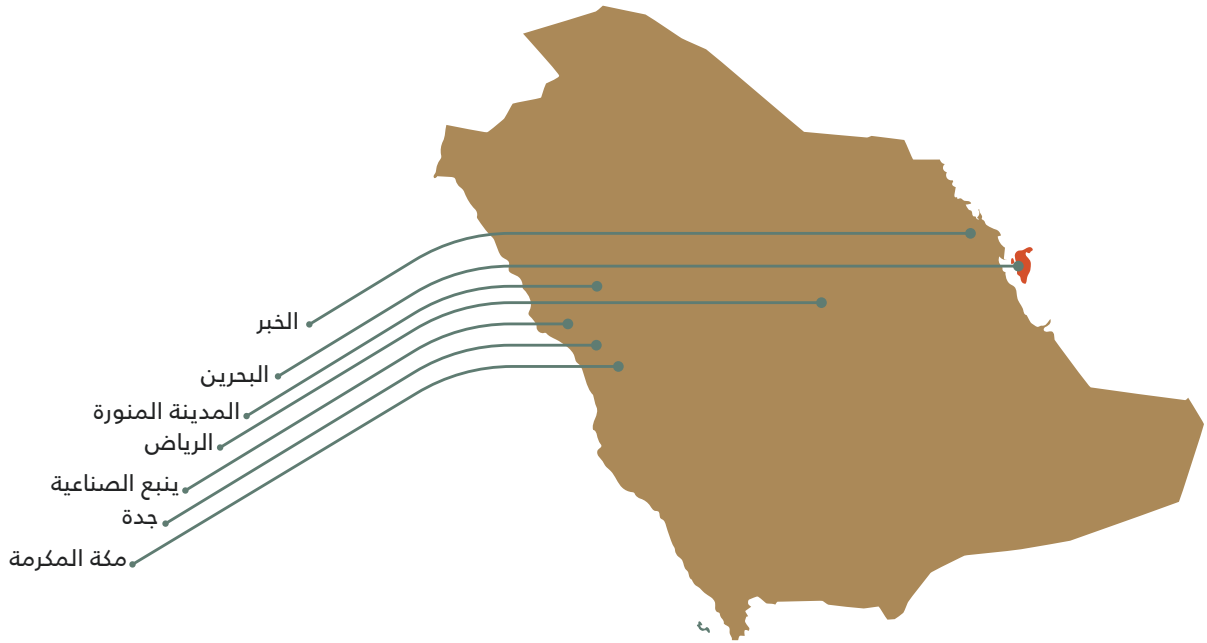 الخبر
البحرين
المدينة المنورة
الرياض
ينبع الصناعية
جدة
مكة المكرمة